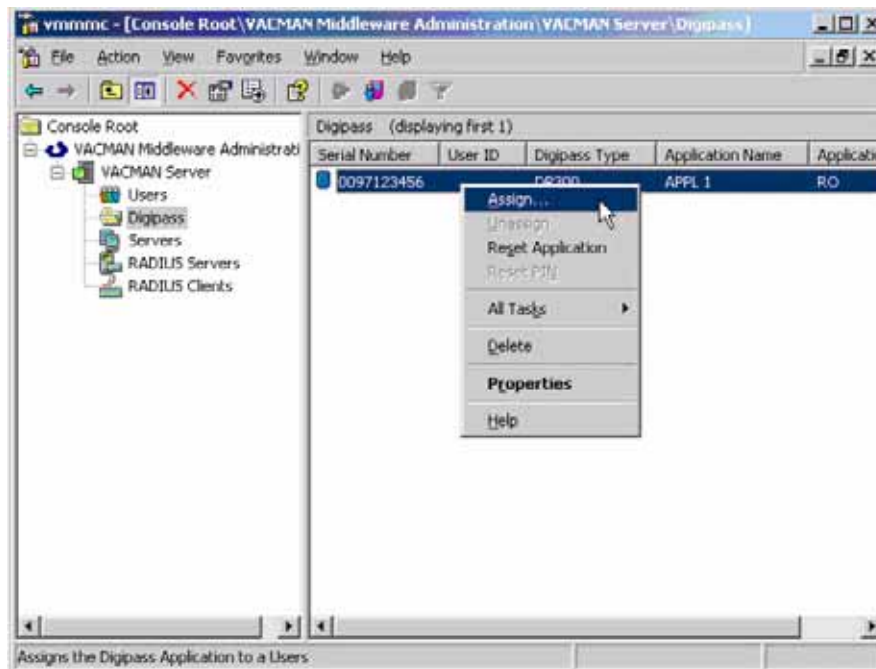 vmmmc - [Console Root\VACMAN Middleware Administration\VACMAN Server\Digipass]
File Action View Favorites Window Help
Console Root
VACMAN Middleware Administrati
VACMAN Server
Users
Digipass
Servers
RADIUS Servers
RADIUS Clients
Digipass (displaying first 1)
Serial Number User ID Digipass Type Application Name Applicati
0097123456 DP300 APPL 1 RO
Assign...
Unassign
Reset Application
Reset PIN
All Tasks
Delete
Properties
Help
Assigns the Digipass Application to a Users